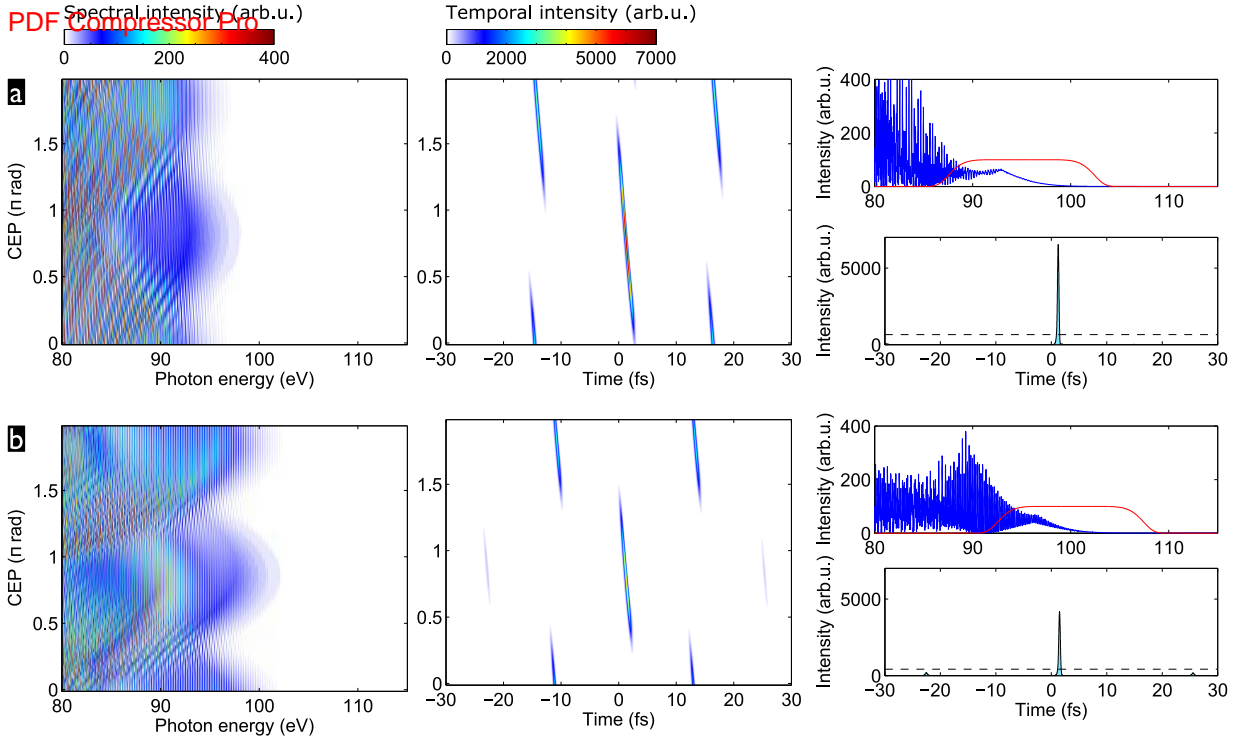 Spectral intensity (arb.u.)
PDF Compressor Pro
0 200 400
Temporal intensity (arb.u.)
0 2000 5000 7000
a
CEP (π rad)
1.5
1
0.5
0
80 90 100 110
Photon energy (eV)
−30 −20 −10 0 10 20 30
Time (fs)
Intensity (arb.u.)
400
200
0
80 90 100 110
Intensity (arb.u.)
5000
0
−30 −20 −10 0 10 20 30
Time (fs)
b
CEP (π rad)
1.5
1
0.5
0
80 90 100 110
Photon energy (eV)
−30 −20 −10 0 10 20 30
Time (fs)
Intensity (arb.u.)
400
200
0
80 90 100 110
Intensity (arb.u.)
5000
0
−30 −20 −10 0 10 20 30
Time (fs)